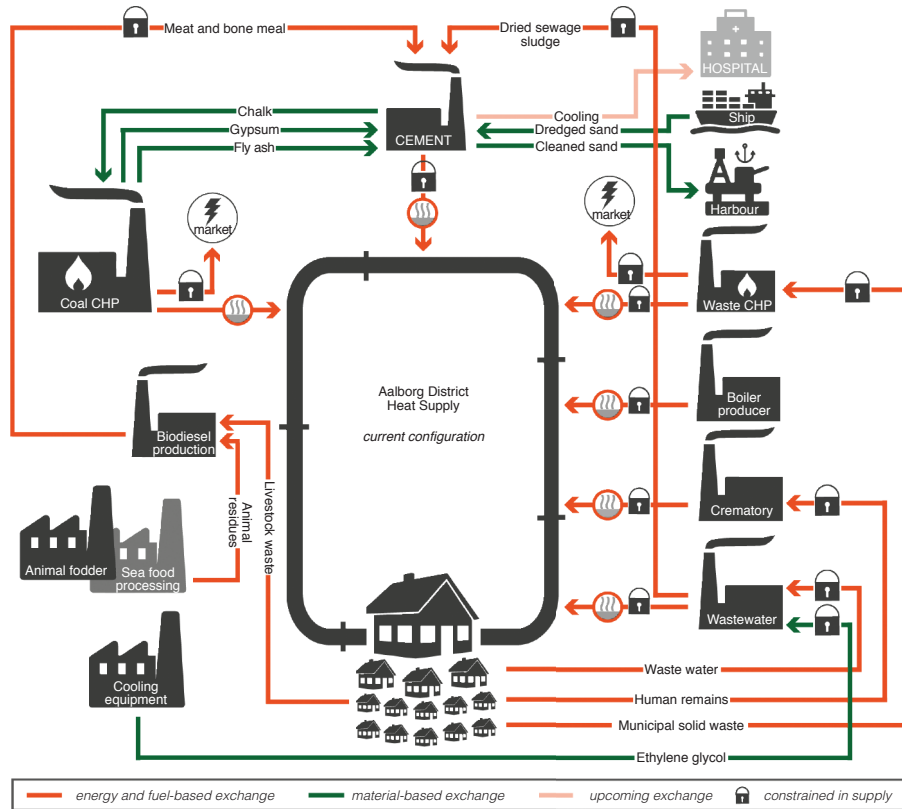 Meat and bone meal
Dried sewage
sludge
HOSPITAL
Chalk
Gypsum
Fly ash
CEMENT
Cooling
Dredged sand
Cleaned sand
Ship
Harbour
market
market
Coal CHP
Waste CHP
Aalborg District
Heat Supply
current configuration
Boiler
producer
Biodiesel
production
Livestock waste
Animal
residues
Crematory
Animal fodder
Sea food
processing
Wastewater
Cooling
equipment
Waste water
Human remains
Municipal solid waste
Ethylene glycol
energy and fuel-based exchange
material-based exchange
upcoming exchange
constrained in supply